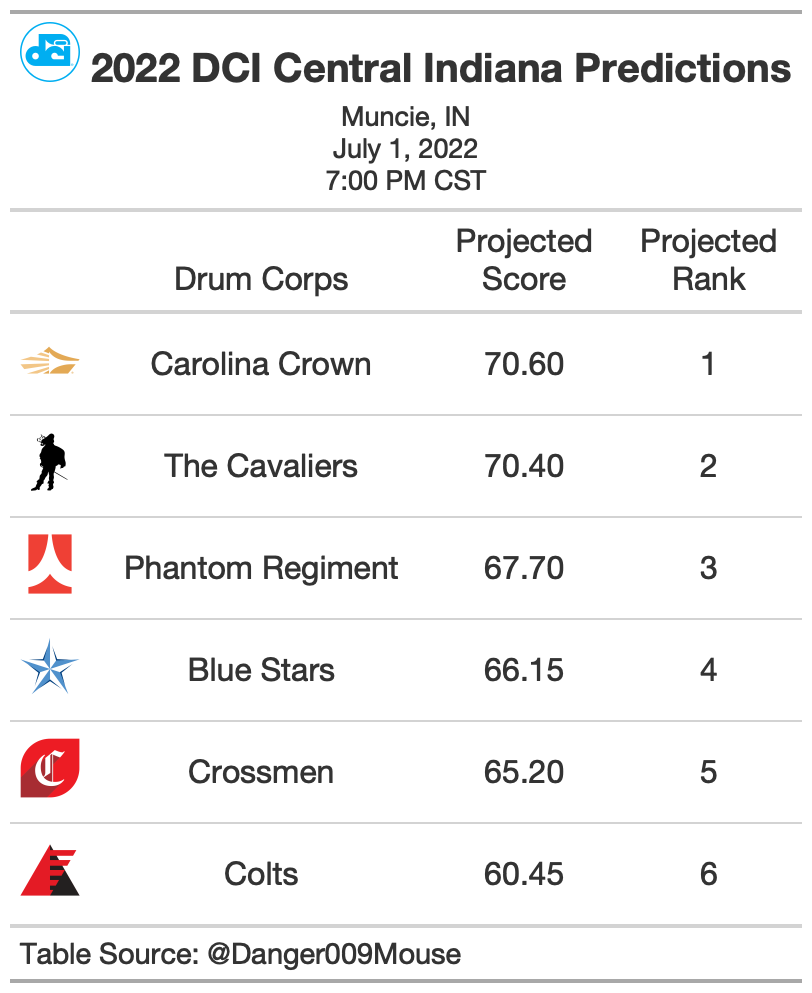 dci
2022 DCI Central Indiana Predictions
Muncie, IN
July 1, 2022
7:00 PM CST
Drum Corps Projected Score Projected Rank
Carolina Crown 70.60 1
The Cavaliers 70.40 2
Phantom Regiment 67.70 3
Blue Stars 66.15 4
C Crossmen 65.20 5
Colts 60.45 6
Table Source: @Danger009Mouse